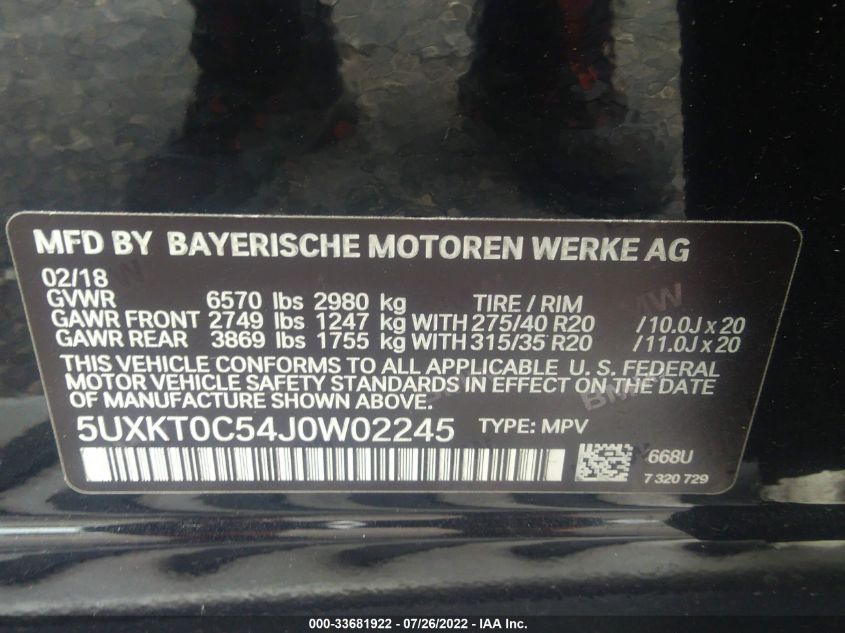 MFD BY BAYERISCHE MOTOREN WERKE AG
02/18
GVWR 6570 lbs 2980 kg TIRE / RIM
GAWR FRONT 2749 lbs 1247 kg WITH 275/40 R20 /10.0J x 20
GAWR REAR 3869 lbs 1755 kg WITH 315/35 R20 /11.0J x 20
THIS VEHICLE CONFORMS TO ALL APPLICABLE U. S. FEDERAL
MOTOR VEHICLE SAFETY STANDARDS IN EFFECT ON THE DATE
OF MANUFACTURE SHOWN ABOVE.
5UXKT0C54J0W02245 TYPE: MPV
668U
7 320 729
BMW
BMW
000-33681922 - 07/26/2022 - IAA Inc.